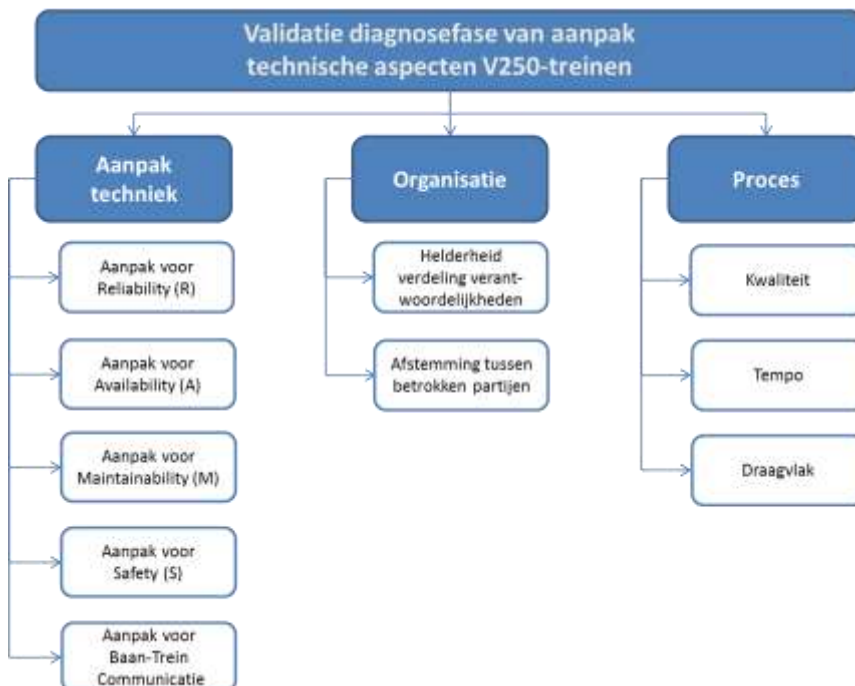 Validatie diagnosefase van aanpak
technische aspecten V250-treinen
Aanpak
techniek
Aanpak voor
Reliability (R)
Aanpak voor
Availability (A)
Aanpak voor
Maintainability (M)
Aanpak voor
Safety (S)
Aanpak voor
Baan-Trein
Communicatie
Organisatie
Helderheid
verdeling verant-
woordelijkheden
Afstemming tussen
betrokken partijen
Proces
Kwaliteit
Tempo
Draagvlak